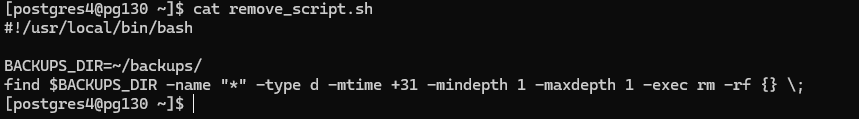 [postgres4@pg130 ~]$ cat remove_script.sh
#!/usr/local/bin/bash
BACKUPS_DIR=~/backups/
find $BACKUPS_DIR -name "*" -type d -mtime +31 -mindepth 1 -maxdepth 1 -exec rm -rf {} \;
[postgres4@pg130 ~]$